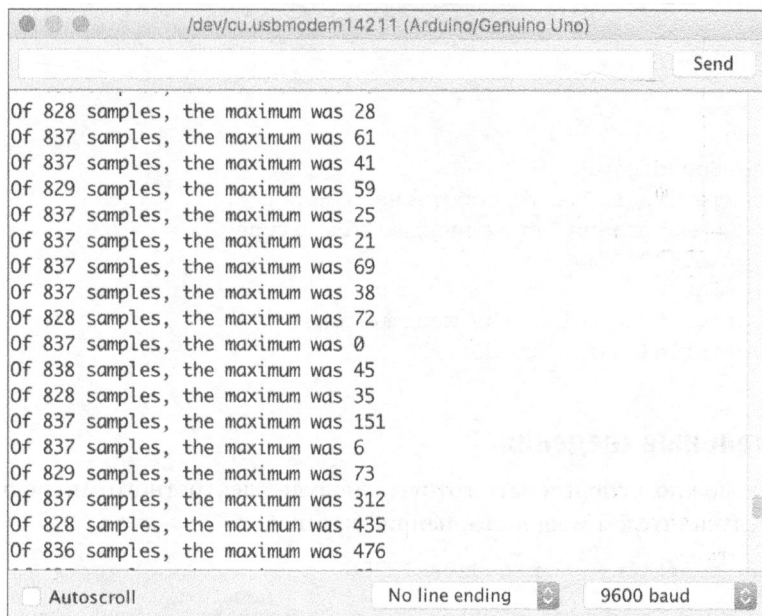 /dev/cu.usbmodem14211 (Arduino/Genuino Uno)
Send
Of 828 samples, the maximum was 28
Of 837 samples, the maximum was 61
Of 837 samples, the maximum was 41
Of 829 samples, the maximum was 59
Of 837 samples, the maximum was 25
Of 837 samples, the maximum was 21
Of 837 samples, the maximum was 69
Of 837 samples, the maximum was 38
Of 828 samples, the maximum was 72
Of 837 samples, the maximum was 0
Of 838 samples, the maximum was 45
Of 828 samples, the maximum was 35
Of 837 samples, the maximum was 151
Of 837 samples, the maximum was 6
Of 829 samples, the maximum was 73
Of 837 samples, the maximum was 312
Of 828 samples, the maximum was 435
Of 836 samples, the maximum was 476
Autoscroll
No line ending
9600 baud